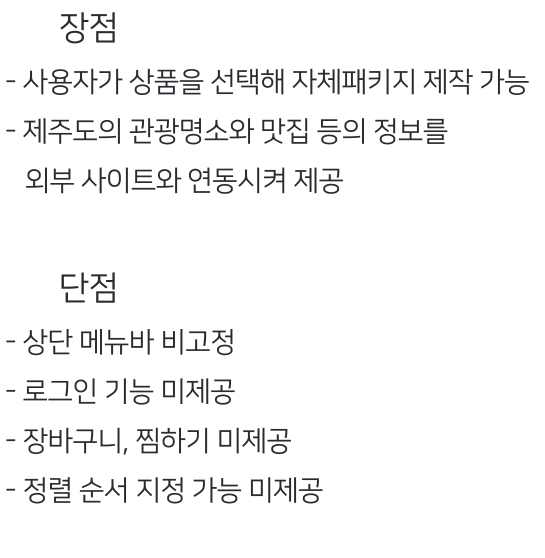 장점
- 사용자가 상품을 선택해 자체패키지 제작 가능
- 제주도의 관광명소와 맛집 등의 정보를
외부 사이트와 연동시켜 제공
단점
- 상단 메뉴바 비고정
- 로그인 기능 미제공
- 장바구니, 찜하기 미제공
- 정렬 순서 지정 가능 미제공